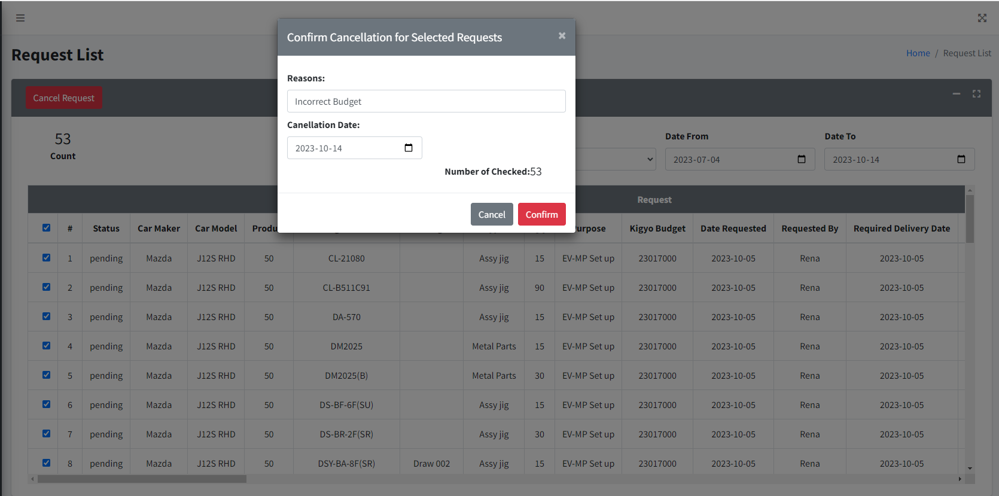 Confirm Cancellation for Selected Requests
×
Request List
Home / Request List
Cancel Request
Reasons:
Incorrect Budget
Canellation Date:
2023-10-14
Number of Checked:53
Cancel Confirm
53
Count
Date From Date To
2023-07-04 2023-10-14
Request
# Status Car Maker Car Model Purpose Kigyo Budget Date Requested Requested By Required Delivery Date
1 pending Mazda J12S RHD 50 CL-21080 Assy jig 15 EV-MP Set up 23017000 2023-10-05 Rena 2023-10-05
2 pending Mazda J12S RHD 50 CL-B511C91 Assy jig 90 EV-MP Set up 23017000 2023-10-05 Rena 2023-10-05
3 pending Mazda J12S RHD 50 DA-570 Assy jig 15 EV-MP Set up 23017000 2023-10-05 Rena 2023-10-05
4 pending Mazda J12S RHD 50 DM2025 Metal Parts 15 EV-MP Set up 23017000 2023-10-05 Rena 2023-10-05
5 pending Mazda J12S RHD 50 DM2025(B) Metal Parts 30 EV-MP Set up 23017000 2023-10-05 Rena 2023-10-05
6 pending Mazda J12S RHD 50 DS-BF-6F(SU) Assy jig 15 EV-MP Set up 23017000 2023-10-05 Rena 2023-10-05
7 pending Mazda J12S RHD 50 DS-BR-2F(SR) Assy jig 30 EV-MP Set up 23017000 2023-10-05 Rena 2023-10-05
8 pending Mazda J12S RHD 50 DSY-BA-8F(SR) Draw 002 Assy jig 15 EV-MP Set up 23017000 2023-10-05 Rena 2023-10-05